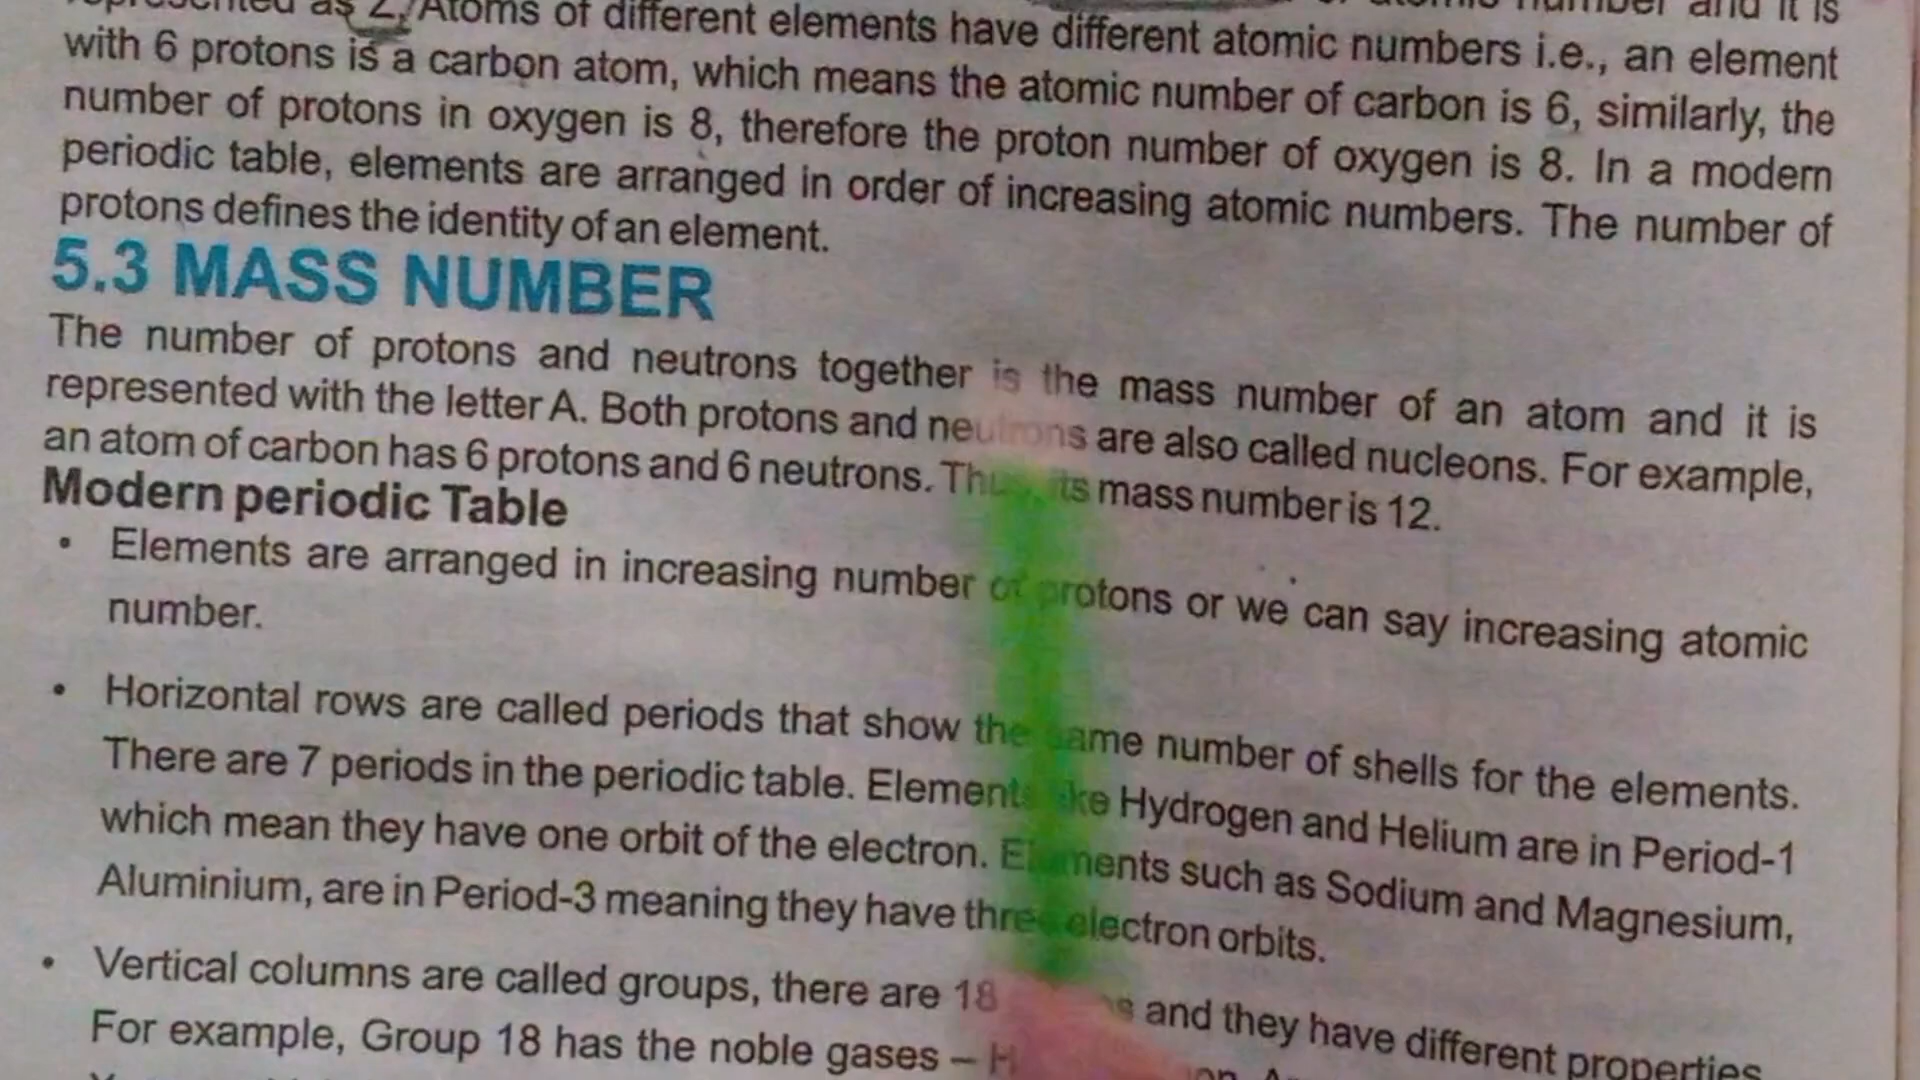 as Z, Atoms of different elements have different atomic numbers i.e., an element
with 6 protons is a carbon atom, which means the atomic number of carbon is 6, similarly, the
number of protons in oxygen is 8, therefore the proton number of oxygen is 8. In a modern
periodic table, elements are arranged in order of increasing atomic numbers. The number of
protons defines the identity of an element.
5.3 MASS NUMBER
The number of protons and neutrons together is the mass number of an atom and it is
represented with the letter A. Both protons and neutrons are also called nucleons. For example,
an atom of carbon has 6 protons and 6 neutrons. Thus, its mass number is 12.
Modern periodic Table
• Elements are arranged in increasing number of protons or we can say increasing atomic
number.
• Horizontal rows are called periods that show the same number of shells for the elements.
There are 7 periods in the periodic table. Elements like Hydrogen and Helium are in Period-1
which mean they have one orbit of the electron. Elements such as Sodium and Magnesium,
Aluminium, are in Period-3 meaning they have three electron orbits.
• Vertical columns are called groups, there are 18 and they have different properties
For example, Group 18 has the noble gases –